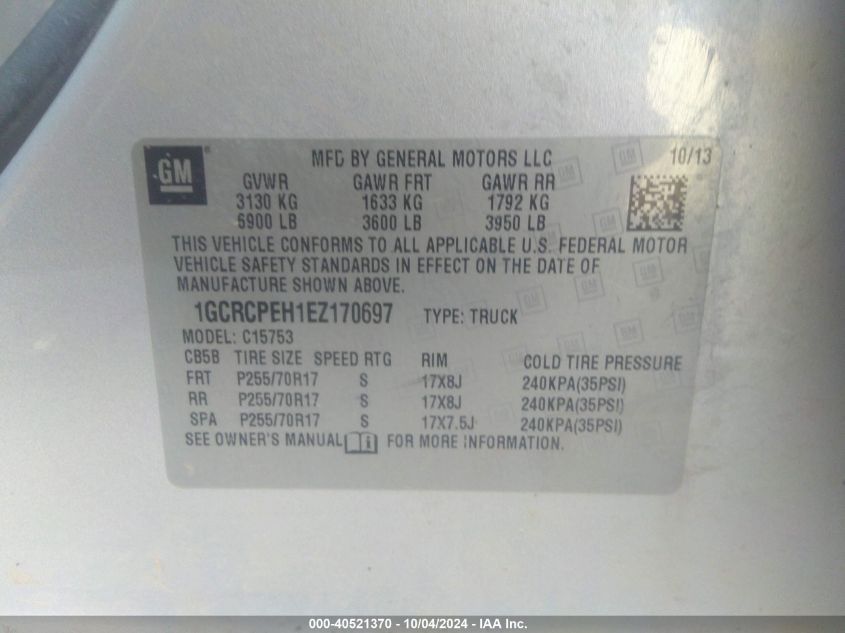 GM MFD BY GENERAL MOTORS LLC 10/13
GVWR GAWR FRT GAWR RR
3130 KG 1633 KG 1792 KG
6900 LB 3600 LB 3950 LB
THIS VEHICLE CONFORMS TO ALL APPLICABLE U.S. FEDERAL MOTOR
VEHICLE SAFETY STANDARDS IN EFFECT ON THE DATE OF
MANUFACTURE SHOWN ABOVE.
1GCRCPEH1EZ170697 TYPE: TRUCK
MODEL: C15753
CB5B TIRE SIZE SPEED RTG RIM COLD TIRE PRESSURE
FRT P255/70R17 S 17X8J 240KPA(35PSI)
RR P255/70R17 S 17X8J 240KPA(35PSI)
SPA P255/70R17 S 17X7.5J 240KPA(35PSI)
SEE OWNER'S MANUAL FOR MORE INFORMATION.
000-40521370 - 10/04/2024 - IAA Inc.